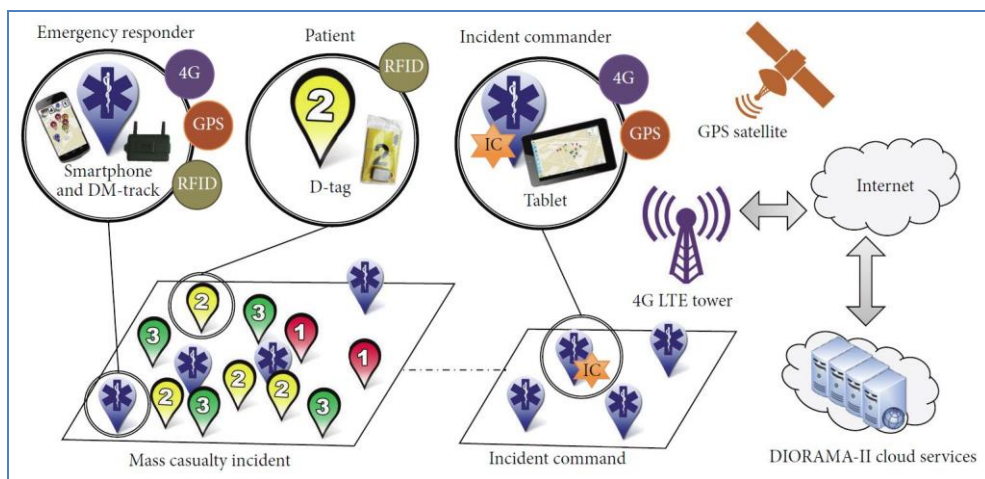 Emergency responder
4G
GPS
RFID
Smartphone
and DM-track
Patient
RFID
2
2
D-tag
Incident commander
4G
GPS
IC
Tablet
GPS satellite
Internet
4G LTE tower
DIORAMA-II cloud services
2
3
3
1
1
2
2
2
3
3
Mass casualty incident
IC
Incident command